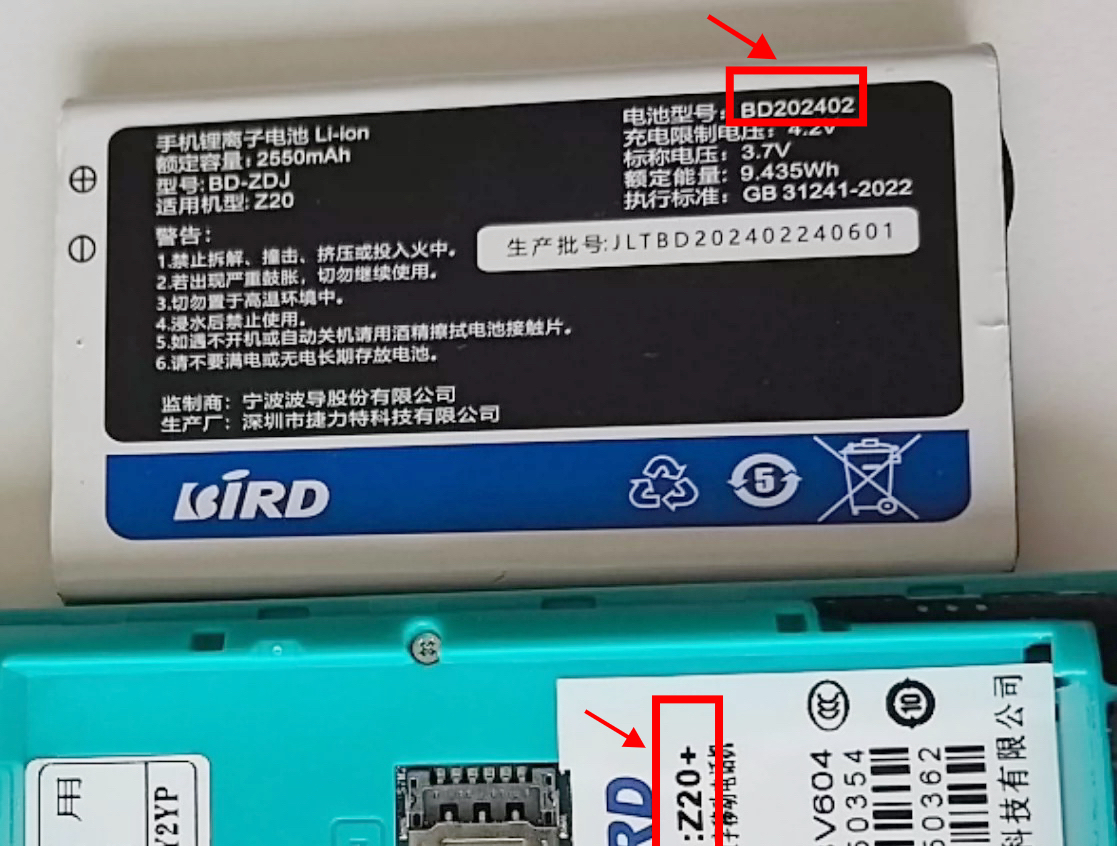 手机锂离子电池 Li-ion
额定容量：2550mAh
型号: BD-ZDJ
适用机型: Z20
电池型号：BD202402
充电限制电压：4.2V
标称电压：3.7V
额定能量：9.435Wh
执行标准：GB 31241-2022
生产批号:JLTBD202402240601
警告：
1.禁止拆解、撞击、挤压或投入火中。
2.若出现严重鼓胀，切勿继续使用。
3.切勿置于高温环境中。
4.浸水后禁止使用。
5.如遇不开机或自动关机请用酒精擦拭电池接触片。
6.请不要满电或无电长期存放电池。
监制商：宁波波导股份有限公司
生产厂：深圳市捷力特科技有限公司
BIRD
5
用
Y2YP
RD
:Z20+
CCC
10
V604
50354
50362
科技有限公司